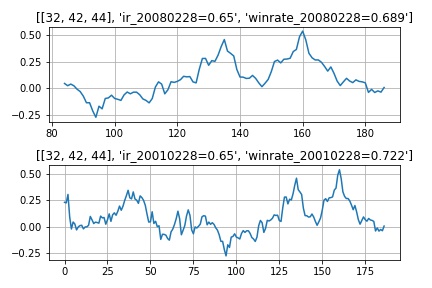 [[32, 42, 44], 'ir_20080228=0.65', 'winrate_20080228=0.689']
0.50
0.25
0.00
−0.25
80 100 120 140 160 180
[[32, 42, 44], 'ir_20010228=0.65', 'winrate_20010228=0.722']
0.50
0.25
0.00
−0.25
0 25 50 75 100 125 150 175